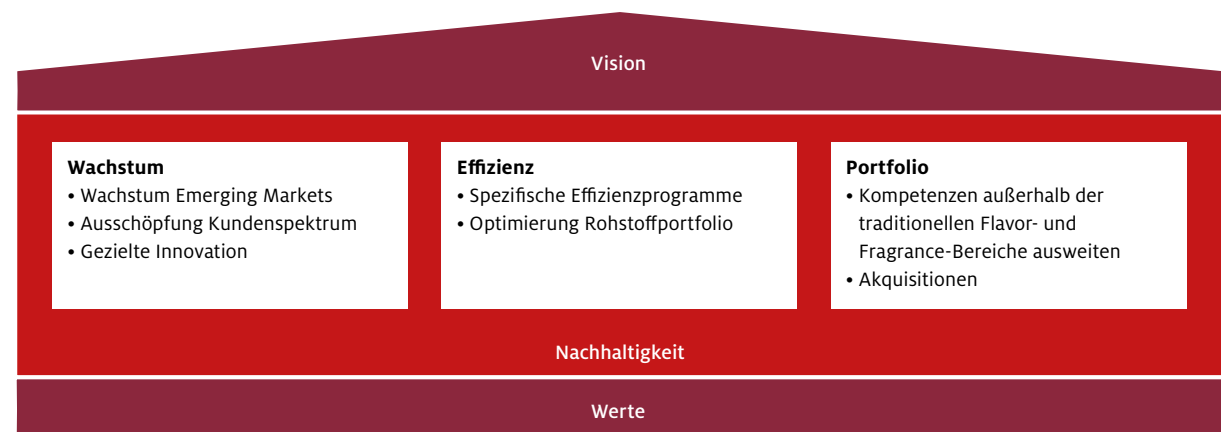 Vision
Wachstum
• Wachstum Emerging Markets
• Ausschöpfung Kundenspektrum
• Gezielte Innovation
Effizienz
• Spezifische Effizienzprogramme
• Optimierung Rohstoffportfolio
Portfolio
• Kompetenzen außerhalb der
traditionellen Flavor- und
Fragrance-Bereiche ausweiten
• Akquisitionen
Nachhaltigkeit
Werte